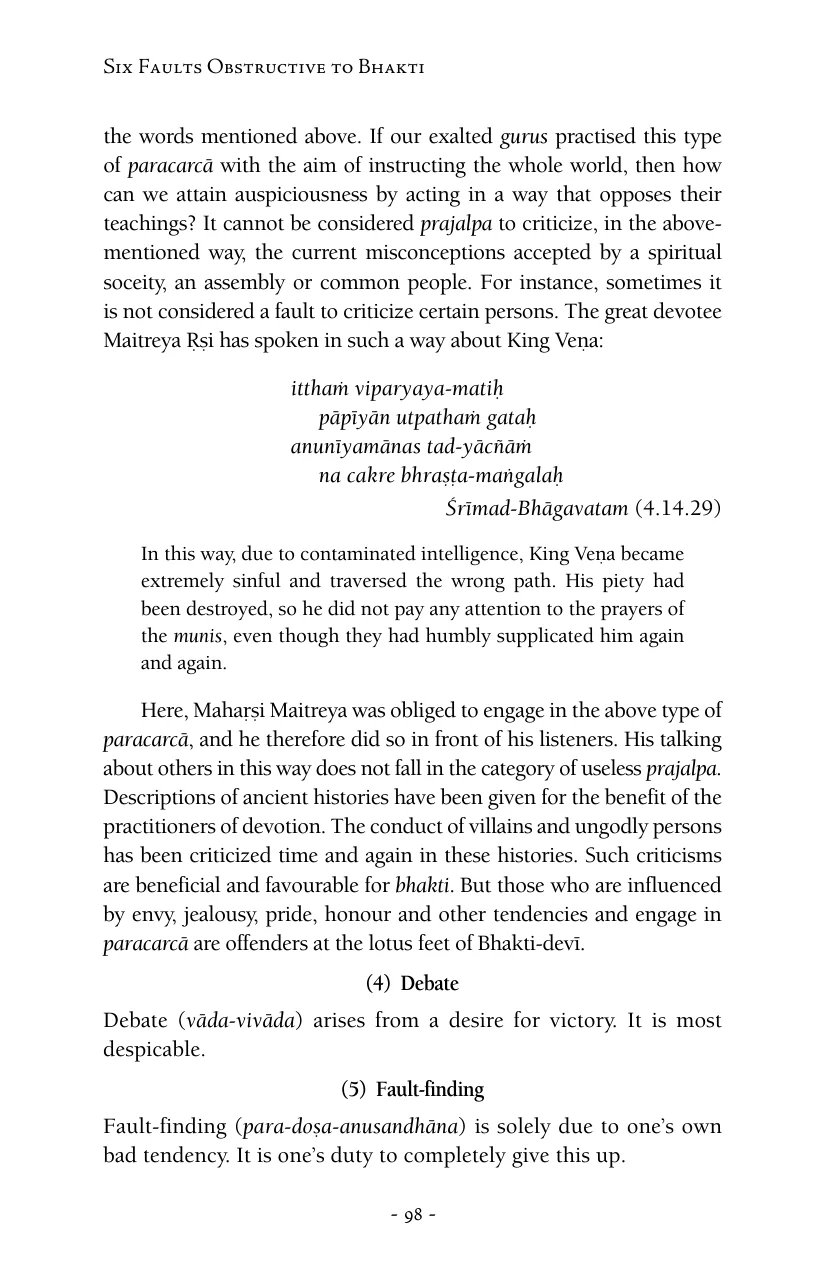 Six Faults Obstructive to Bhakti
the words mentioned above. If our exalted gurus practised this type
of paracarcā with the aim of instructing the whole world, then how
can we attain auspiciousness by acting in a way that opposes their
teachings? It cannot be considered prajalpa to criticize, in the above-
mentioned way, the current misconceptions accepted by a spiritual
soceity, an assembly or common people. For instance, sometimes it
is not considered a fault to criticize certain persons. The great devotee
Maitreya Ṛṣi has spoken in such a way about King Veṇa:
itthaṁ viparyaya-matiḥ
pāpīyān utpathaṁ gataḥ
anunīyamānas tad-yācñāṁ
na cakre bhraṣṭa-maṅgalaḥ
Śrīmad-Bhāgavatam (4.14.29)
In this way, due to contaminated intelligence, King Veṇa became
extremely sinful and traversed the wrong path. His piety had
been destroyed, so he did not pay any attention to the prayers of
the munis, even though they had humbly supplicated him again
and again.
Here, Maharṣi Maitreya was obliged to engage in the above type of
paracarcā, and he therefore did so in front of his listeners. His talking
about others in this way does not fall in the category of useless prajalpa.
Descriptions of ancient histories have been given for the benefit of the
practitioners of devotion. The conduct of villains and ungodly persons
has been criticized time and again in these histories. Such criticisms
are beneficial and favourable for bhakti. But those who are influenced
by envy, jealousy, pride, honour and other tendencies and engage in
paracarcā are offenders at the lotus feet of Bhakti-devī.
(4) Debate
Debate (vāda-vivāda) arises from a desire for victory. It is most
despicable.
(5) Fault-finding
Fault-finding (para-doṣa-anusandhāna) is solely due to one's own
bad tendency. It is one's duty to completely give this up.
- 98 -